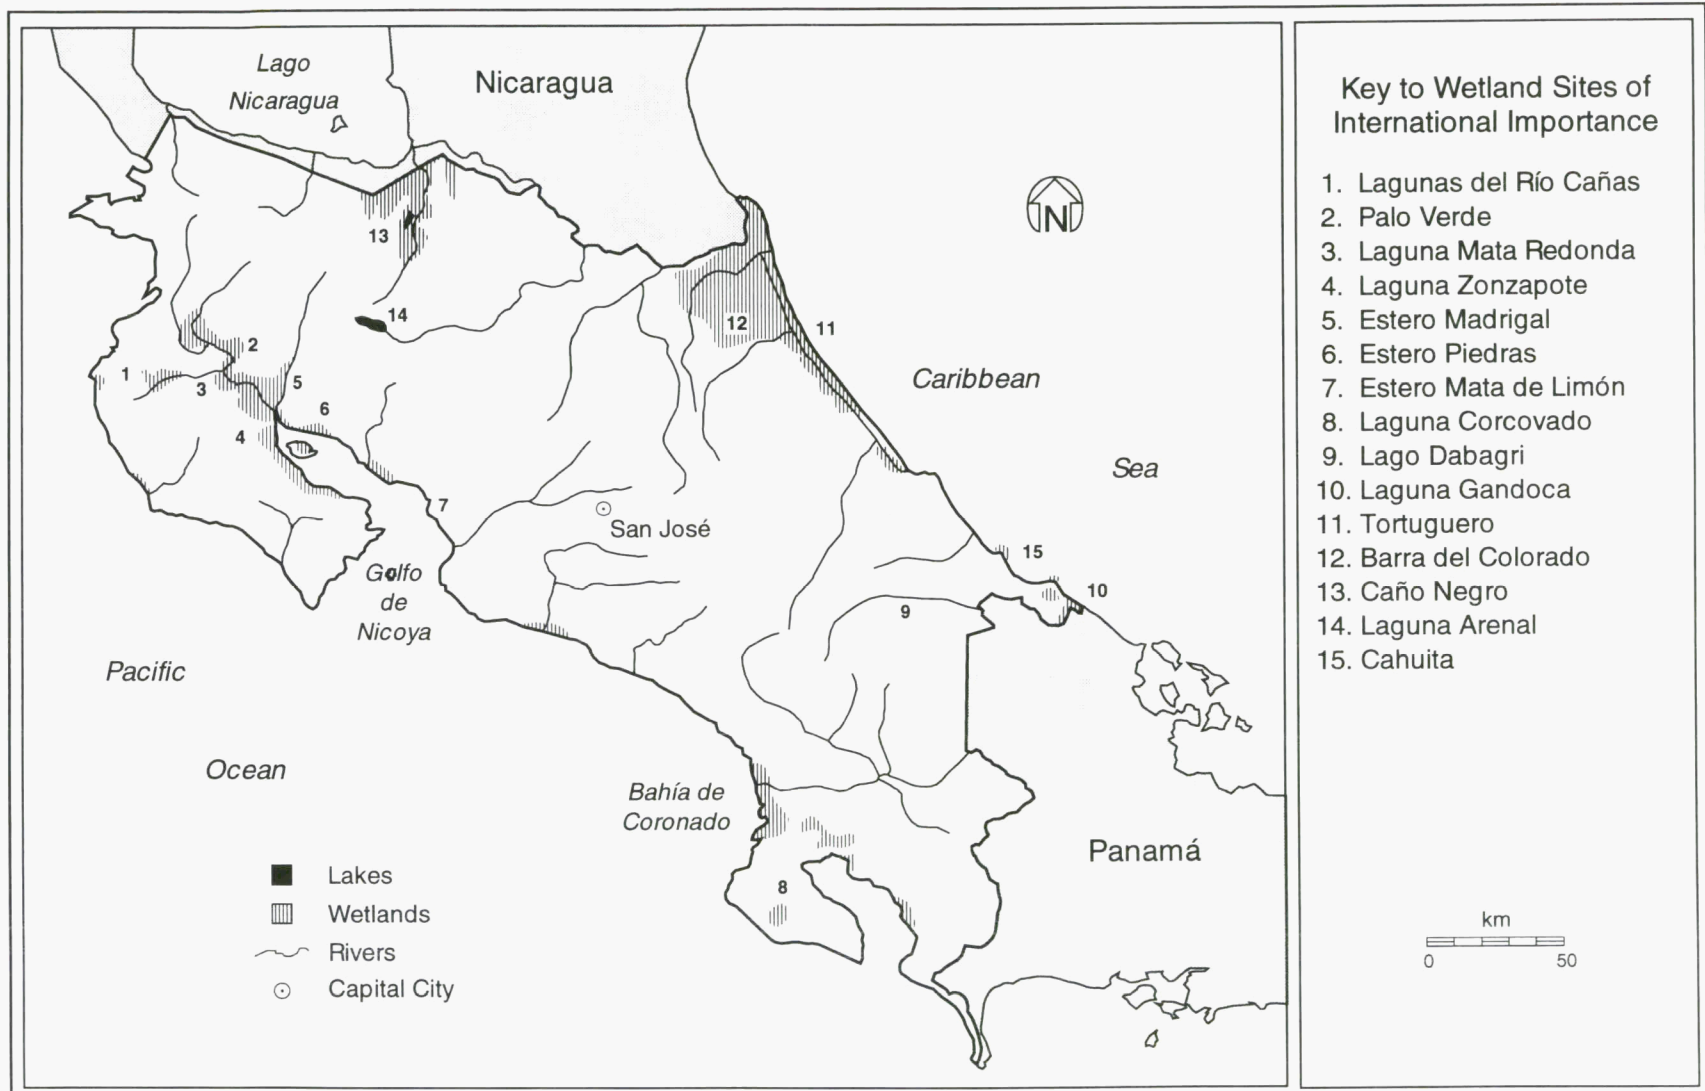 Lago
Nicaragua
Nicaragua
N
13
14
12
11
2
1
3
5
6
4
7
Caribbean
Sea
San José
Golfo
de
Nicoya
15
10
9
Pacific
Ocean
Bahía de
Coronado
Panamá
8
Lakes
Wetlands
Rivers
Capital City
Key to Wetland Sites of
International Importance
1. Lagunas del Río Cañas
2. Palo Verde
3. Laguna Mata Redonda
4. Laguna Zonzapote
5. Estero Madrigal
6. Estero Piedras
7. Estero Mata de Limón
8. Laguna Corcovado
9. Lago Dabagri
10. Laguna Gandoca
11. Tortuguero
12. Barra del Colorado
13. Caño Negro
14. Laguna Arenal
15. Cahuita
km
0 50